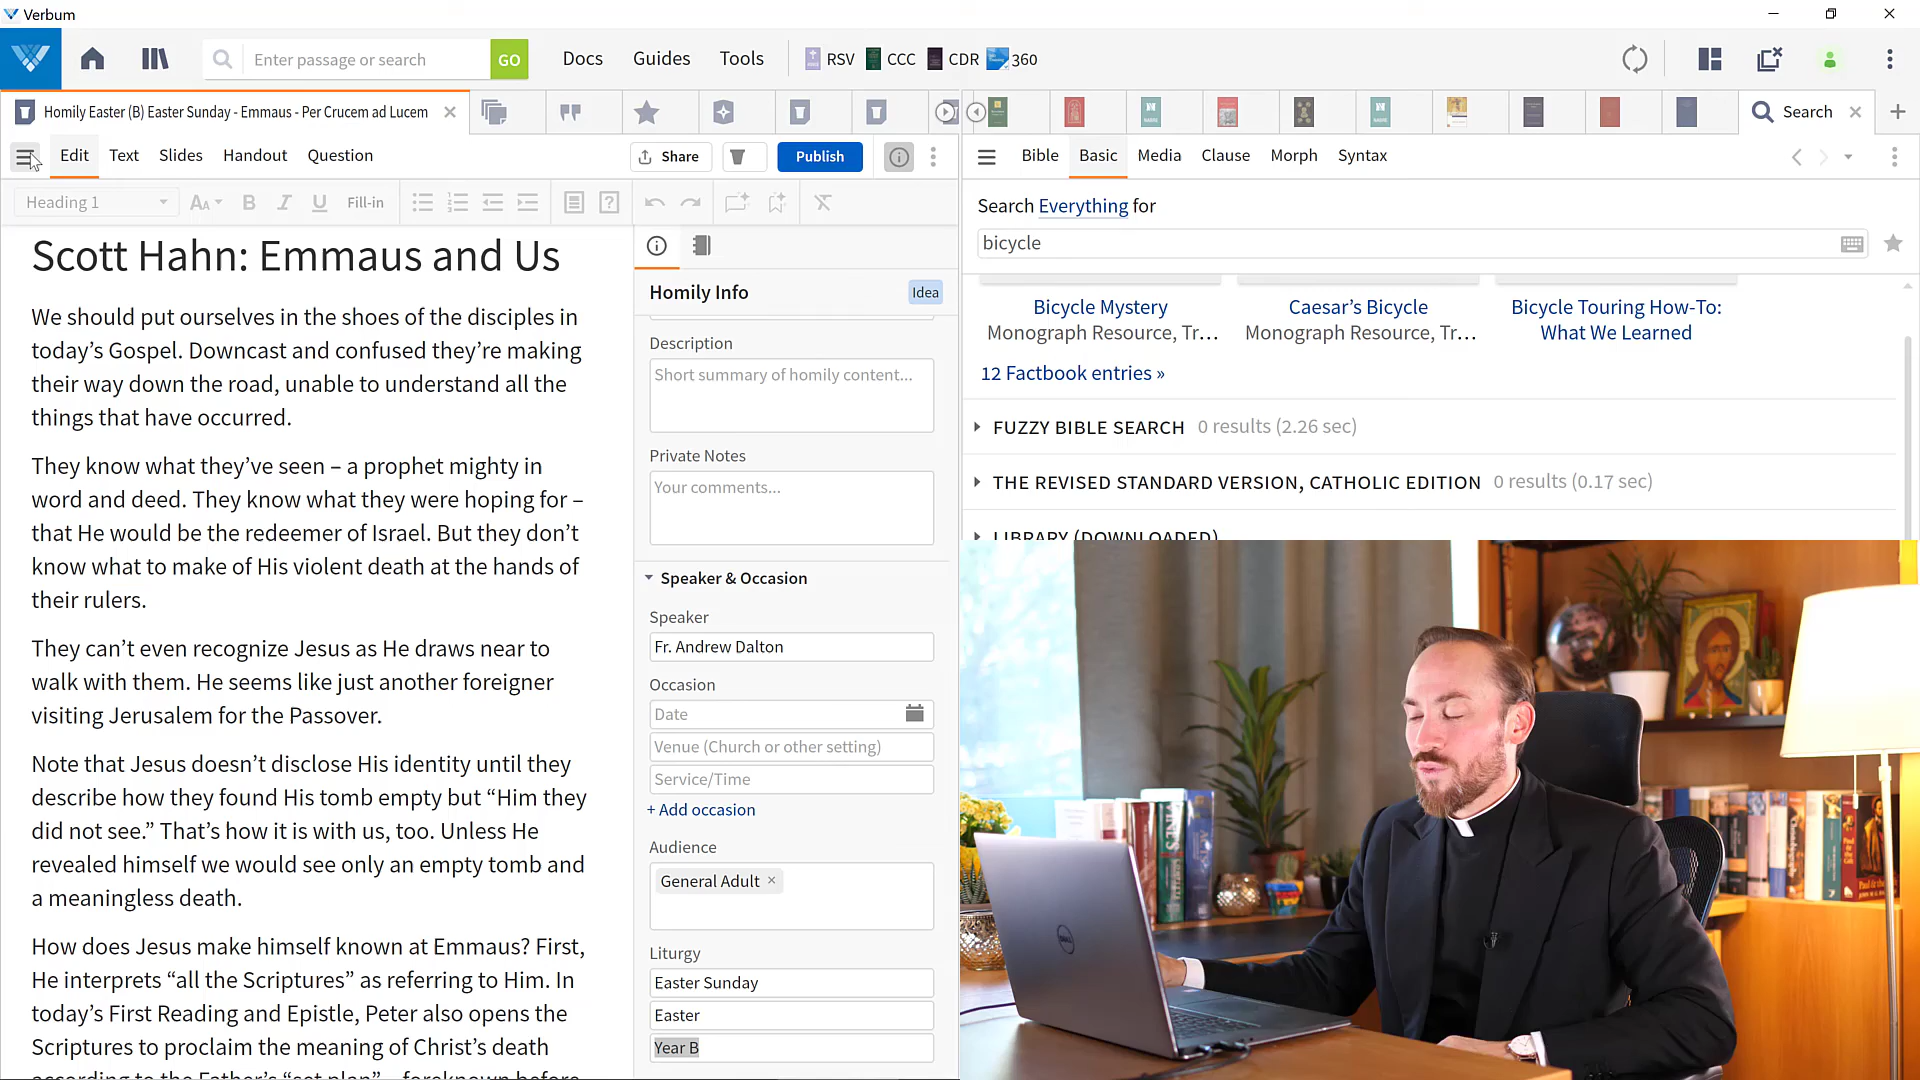 Verbum
Enter passage or search
GO
Docs
Guides
Tools
RSV
CCC
CDR
360
Homily Easter (B) Easter Sunday - Emmaus - Per Crucem ad Lucem
Search
Edit
Text
Slides
Handout
Question
Share
Publish
Bible
Basic
Media
Clause
Morph
Syntax
Heading 1
Fill-in
Search Everything for
bicycle
Scott Hahn: Emmaus and Us
We should put ourselves in the shoes of the disciples in
today’s Gospel. Downcast and confused they’re making
their way down the road, unable to understand all the
things that have occurred.
They know what they’ve seen – a prophet mighty in
word and deed. They know what they were hoping for –
that He would be the redeemer of Israel. But they don’t
know what to make of His violent death at the hands of
their rulers.
They can’t even recognize Jesus as He draws near to
walk with them. He seems like just another foreigner
visiting Jerusalem for the Passover.
Note that Jesus doesn’t disclose His identity until they
describe how they found His tomb empty but “Him they
did not see.” That’s how it is with us, too. Unless He
revealed himself we would see only an empty tomb and
a meaningless death.
How does Jesus make himself known at Emmaus? First,
He interprets “all the Scriptures” as referring to Him. In
today’s First Reading and Epistle, Peter also opens the
Scriptures to proclaim the meaning of Christ’s death
according to the Father’s “set plan” – foreknown before
Homily Info
Idea
Description
Short summary of homily content...
Private Notes
Your comments...
Speaker & Occasion
Speaker
Fr. Andrew Dalton
Occasion
Date
Venue (Church or other setting)
Service/Time
+ Add occasion
Audience
General Adult ×
Liturgy
Easter Sunday
Easter
Year B
Bicycle Mystery
Monograph Resource, Tr...
Caesar’s Bicycle
Monograph Resource, Tr...
Bicycle Touring How-To:
What We Learned
12 Factbook entries »
FUZZY BIBLE SEARCH 0 results (2.26 sec)
THE REVISED STANDARD VERSION, CATHOLIC EDITION 0 results (0.17 sec)
LIBRARY (DOWNLOADED)
DELL